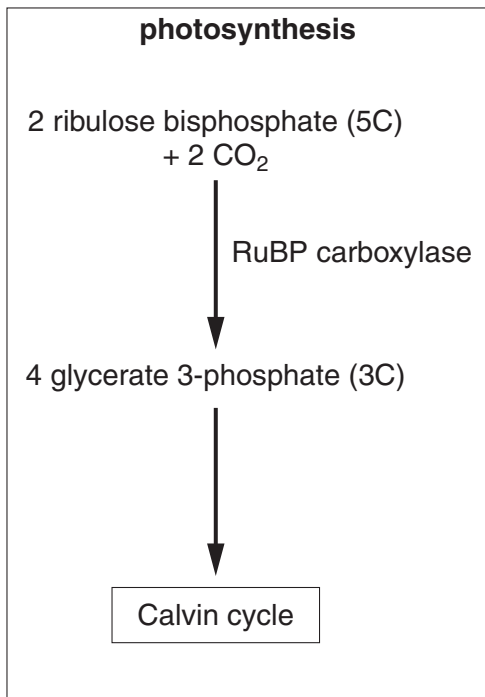 photosynthesis
2 ribulose bisphosphate (5C)
+ 2 CO₂
RuBP carboxylase
4 glycerate 3-phosphate (3C)
Calvin cycle